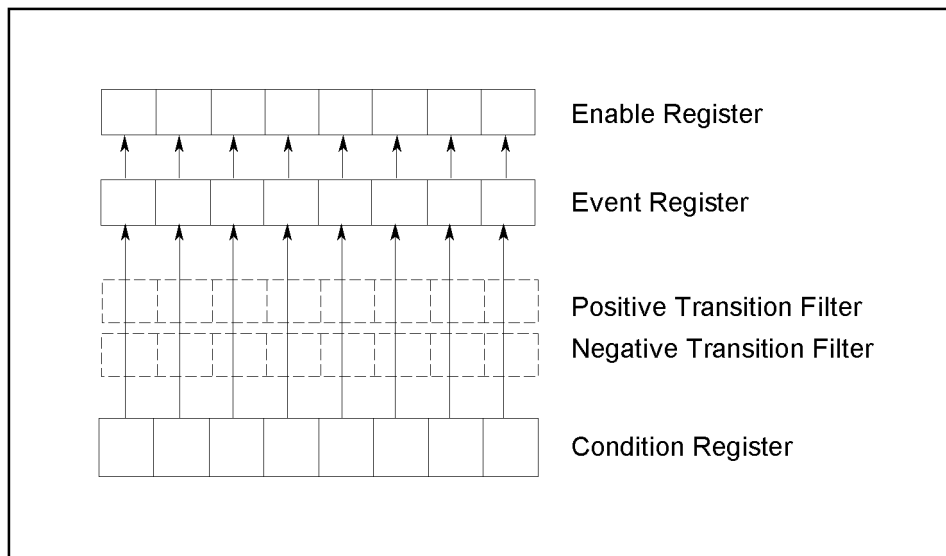 Enable Register
Event Register
Positive Transition Filter
Negative Transition Filter
Condition Register